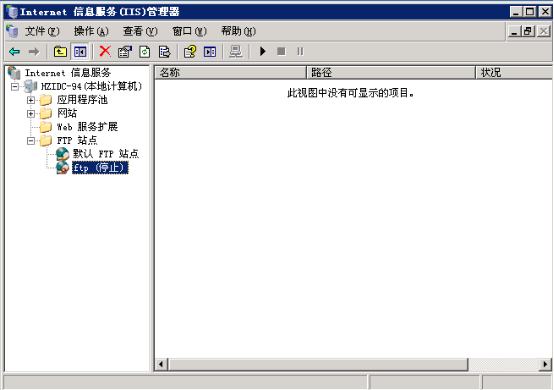 Internet 信息服务(IIS)管理器
文件(F) 操作(A) 查看(V) 窗口(W) 帮助(H)
Internet 信息服务
HZIDC-94(本地计算机)
应用程序池
网站
Web 服务扩展
FTP 站点
默认 FTP 站点
ftp (停止)
名称 路径 状况
此视图中没有可显示的项目。